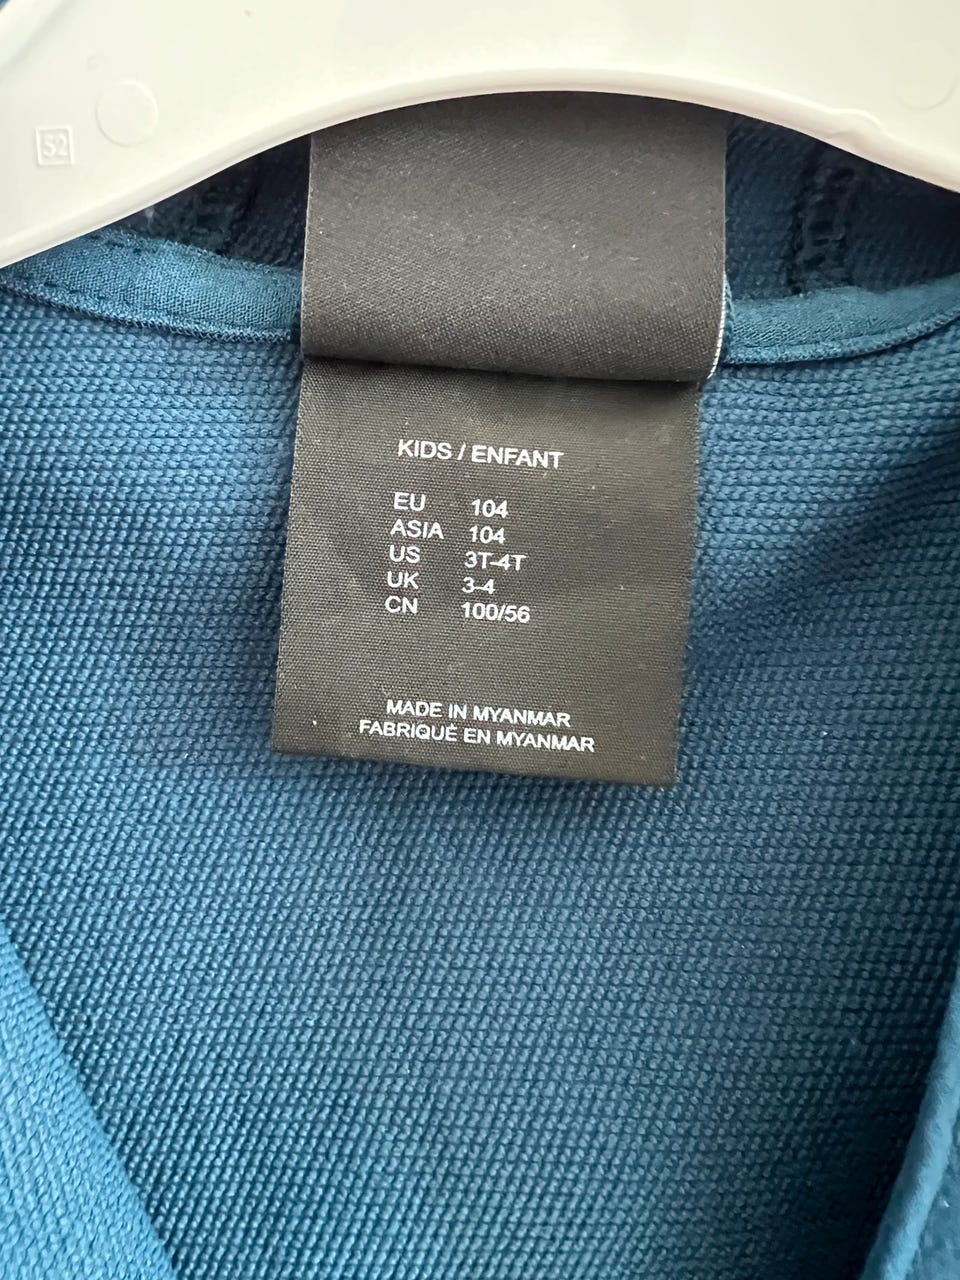 52
KIDS / ENFANT
EU 104
ASIA 104
US 3T-4T
UK 3-4
CN 100/56
MADE IN MYANMAR
FABRIQUÉ EN MYANMAR